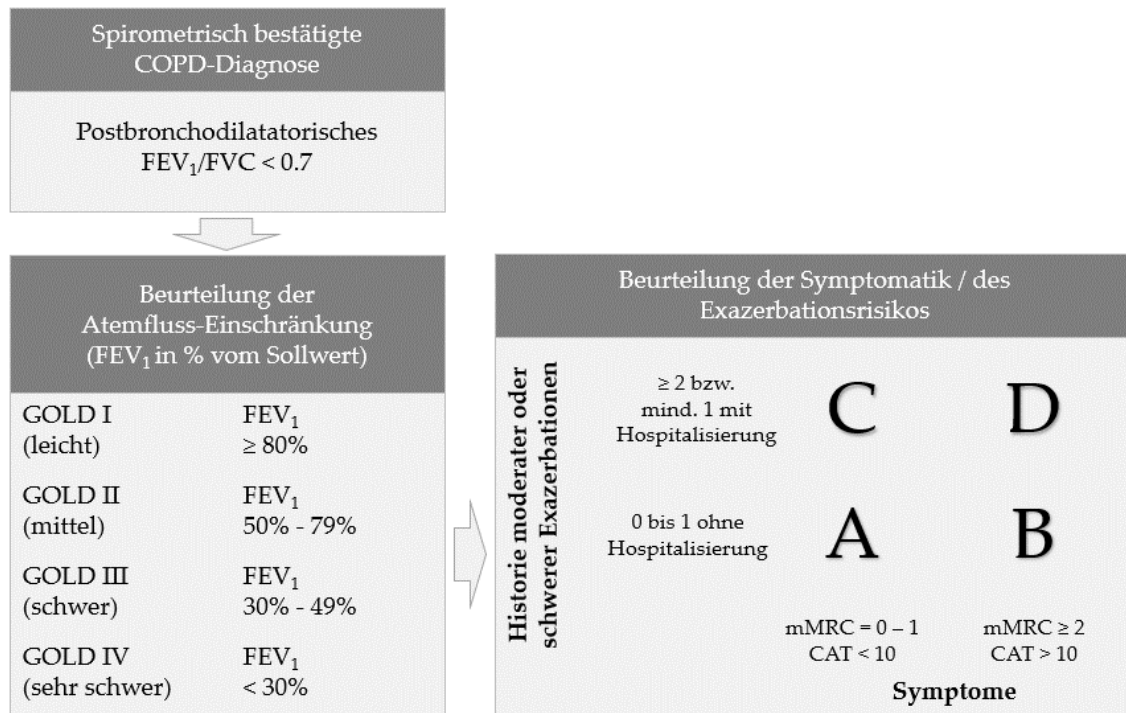 Spirometrisch bestätigte
COPD-Diagnose
Postbronchodilatatorisches
FEV₁/FVC < 0.7
Beurteilung der
Atemfluss-Einschränkung
(FEV₁ in % vom Sollwert)
GOLD I FEV₁
(leicht) ≥ 80%
GOLD II FEV₁
(mittel) 50% - 79%
GOLD III FEV₁
(schwer) 30% - 49%
GOLD IV FEV₁
(sehr schwer) < 30%
Beurteilung der Symptomatik / des
Exazerbationsrisikos
Historie moderater oder
schwerer Exazerbationen
≥ 2 bzw.
mind. 1 mit
Hospitalisierung
C D
0 bis 1 ohne
Hospitalisierung
A B
mMRC = 0 – 1 mMRC ≥ 2
CAT < 10 CAT > 10
Symptome